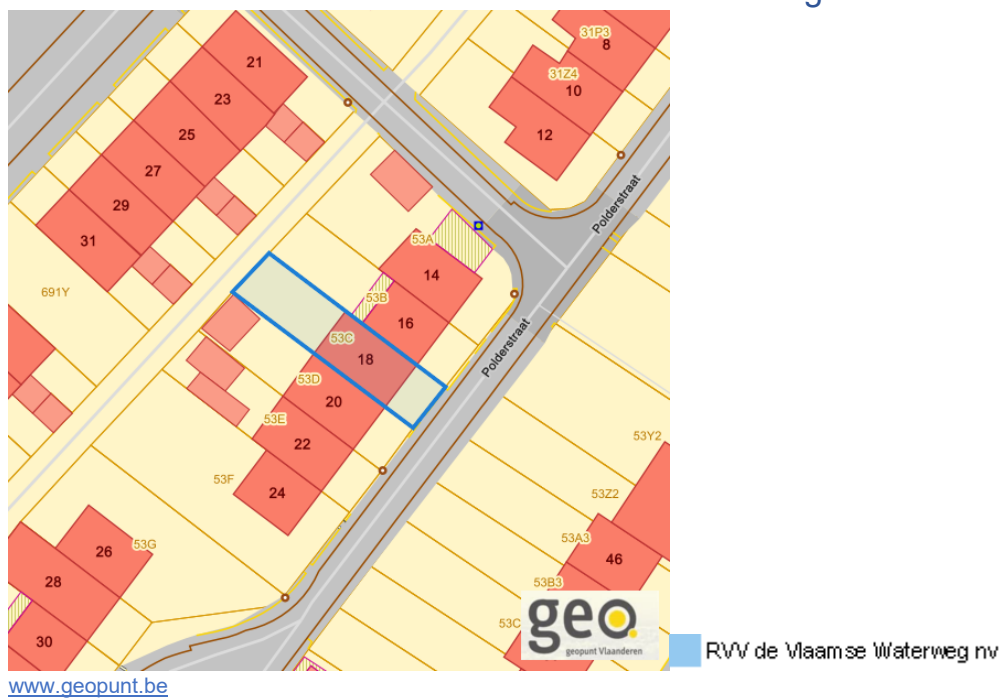 g
31P3
8
21
31Z4
10
23
25
12
27
29
Polderstraat
31
53A
14
691Y
53B
16
53C
18
Polderstraat
53D
20
53E
22
53Y2
53F
24
53Z2
53A3
26
53G
46
28
53B3
53C
30
geo.
geopunt Vlaanderen
RVV de Vlaamse Waterweg nv
www.geopunt.be